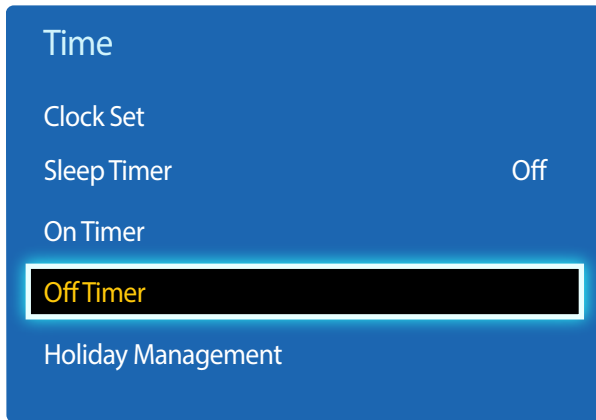 Time
Clock Set
Sleep Timer Off
On Timer
Off Timer
Holiday Management